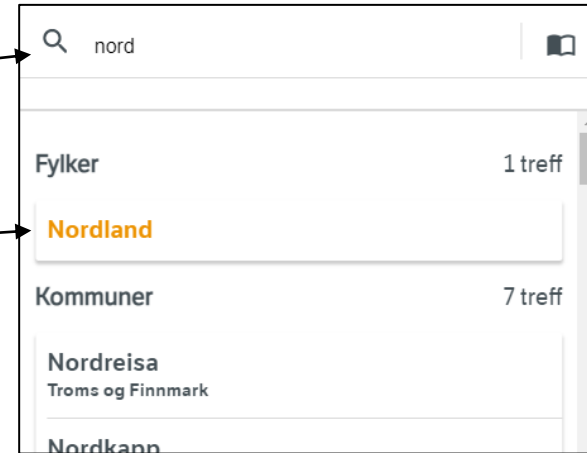 nord
Fylker 1 treff
Nordland
Kommuner 7 treff
Nordreisa
Troms og Finnmark
Nordkapp